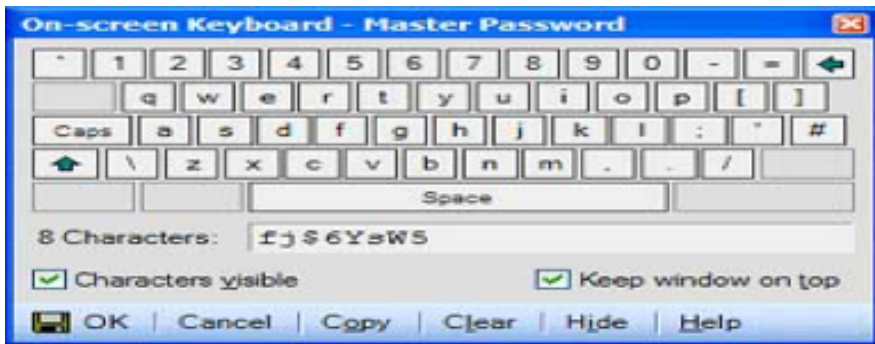 On-screen Keyboard - Master Password
` 1 2 3 4 5 6 7 8 9 0 - =
q w e r t y u i o p [ ]
Caps a s d f g h j k l ; ' #
\ z x c v b n m , . /
Space
8 Characters: fj$6YsW5
Characters visible Keep window on top
OK | Cancel | Copy | Clear | Hide | Help